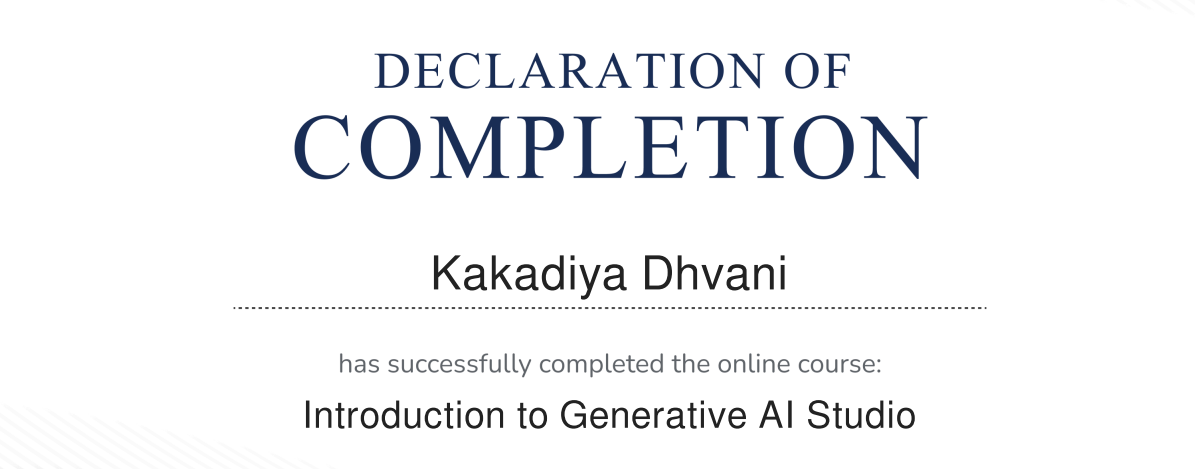 DECLARATION OF
COMPLETION
Kakadiya Dhvani
has successfully completed the online course:
Introduction to Generative AI Studio